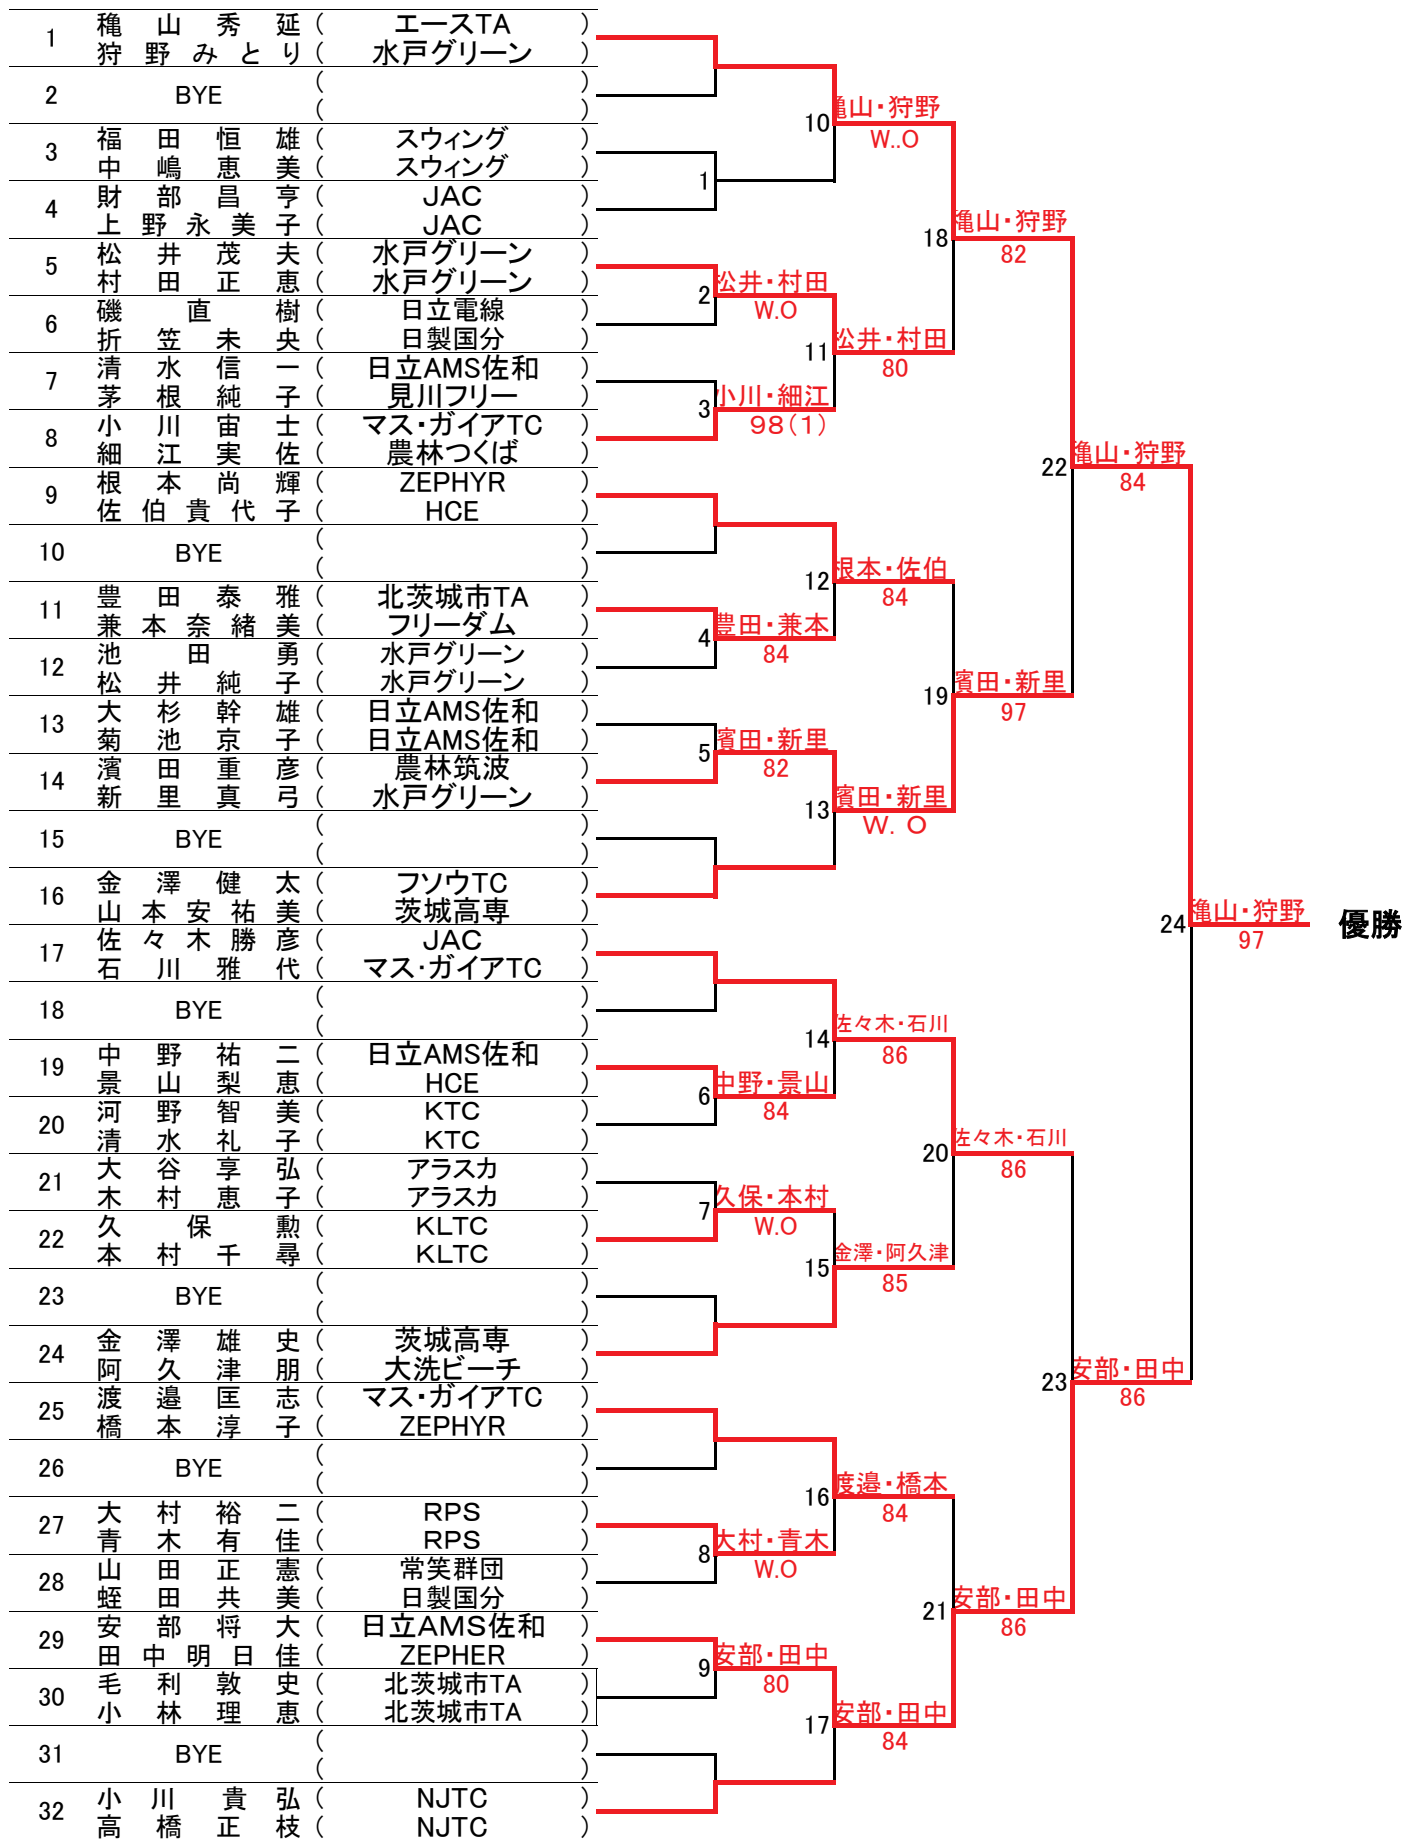 1 穐山秀延 ( エースTA )
狩野みとり ( 水戸グリーン )
2 BYE ( )
( )
3 福田恒雄 ( スウィング )
中嶋恵美 ( スウィング )
4 財部昌亨 ( JAC )
上野永美子 ( JAC )
5 松井茂夫 ( 水戸グリーン )
村田正恵 ( 水戸グリーン )
6 磯直樹 ( 日立電線 )
折笠未央 ( 日製国分 )
7 清水信一 ( 日立AMS佐和 )
茅根純子 ( 見川フリー )
8 小川宙士 ( マス・ガイアTC )
細江実佐 ( 農林つくば )
9 根本尚輝 ( ZEPHYR )
佐伯貴代子 ( HCE )
10 BYE ( )
( )
11 豊田泰雅 ( 北茨城市TA )
兼本奈緒美 ( フリーダム )
12 池田勇 ( 水戸グリーン )
松井純子 ( 水戸グリーン )
13 大杉幹雄 ( 日立AMS佐和 )
菊池京子 ( 日立AMS佐和 )
14 濱田重彦 ( 農林筑波 )
新里真弓 ( 水戸グリーン )
15 BYE ( )
( )
16 金澤健太 ( フソウTC )
山本安祐美 ( 茨城高専 )
17 佐々木勝彦 ( JAC )
石川雅代 ( マス・ガイアTC )
18 BYE ( )
( )
19 中野祐二 ( 日立AMS佐和 )
景山梨恵 ( HCE )
20 河野智美 ( KTC )
清水礼子 ( KTC )
21 大谷享弘 ( アラスカ )
木村恵子 ( アラスカ )
22 久保勲 ( KLTC )
本村千尋 ( KLTC )
23 BYE ( )
( )
24 金澤雄史 ( 茨城高専 )
阿久津朋 ( 大洗ビーチ )
25 渡邉匡志 ( マス・ガイアTC )
橋本淳子 ( ZEPHYR )
26 BYE ( )
( )
27 大村裕二 ( RPS )
青木有佳 ( RPS )
28 山田正憲 ( 常笑群団 )
蛭田共美 ( 日製国分 )
29 安部将大 ( 日立AMS佐和 )
田中明日佳 ( ZEPHER )
30 毛利敦史 ( 北茨城市TA )
小林理恵 ( 北茨城市TA )
31 BYE ( )
( )
32 小川貴弘 ( NJTC )
高橋正枝 ( NJTC )
1
2 松井・村田
W.O
3 小川・細江
98(1)
4 豊田・兼本
84
5 濱田・新里
82
6 中野・景山
84
7 久保・本村
W.O
8 大村・青木
W.O
9 安部・田中
80
10 穐山・狩野
W..O
11 松井・村田
80
12 根本・佐伯
84
13 濱田・新里
W. O
14 佐々木・石川
86
15 金澤・阿久津
85
16 渡邉・橋本
84
17 安部・田中
84
18 穐山・狩野
82
19 濱田・新里
97
20 佐々木・石川
86
21 安部・田中
86
22 穐山・狩野
84
23 安部・田中
86
24 穐山・狩野
97
優勝